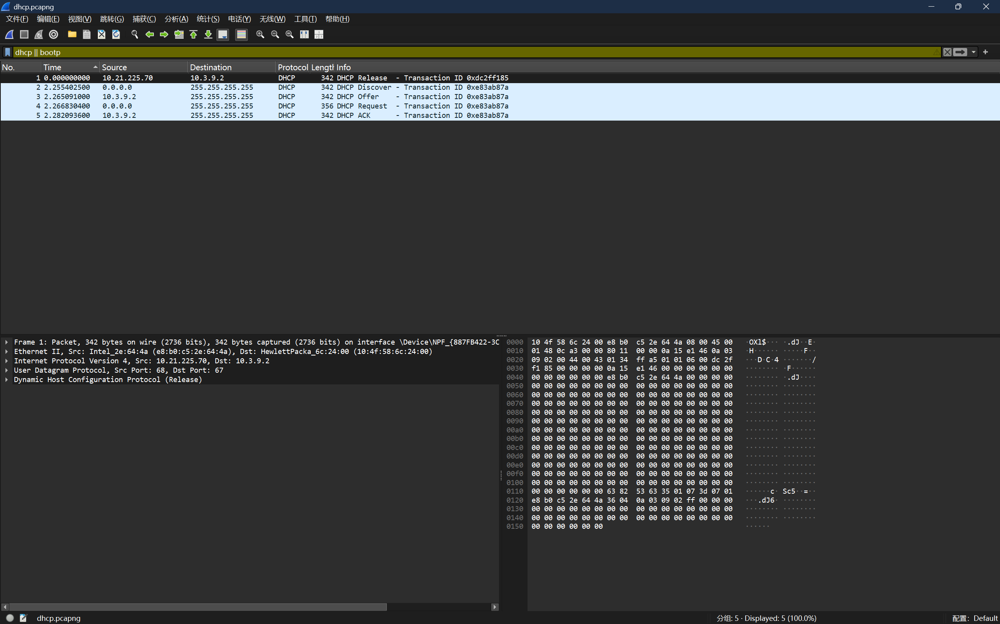 dhcp.pcapng
文件(F) 编辑(E) 视图(V) 跳转(G) 捕获(C) 分析(A) 统计(S) 电话(Y) 无线(W) 工具(T) 帮助(H)
dhcp || bootp
No. Time Source Destination Protocol Length Info
1 0.000000000 10.21.225.70 10.3.9.2 DHCP 342 DHCP Release - Transaction ID 0xdc2ff185
2 2.255402500 0.0.0.0 255.255.255.255 DHCP 342 DHCP Discover - Transaction ID 0xe83ab87a
3 2.265091000 10.3.9.2 255.255.255.255 DHCP 342 DHCP Offer - Transaction ID 0xe83ab87a
4 2.266830400 0.0.0.0 255.255.255.255 DHCP 356 DHCP Request - Transaction ID 0xe83ab87a
5 2.282093600 10.3.9.2 255.255.255.255 DHCP 342 DHCP ACK - Transaction ID 0xe83ab87a
Frame 1: Packet, 342 bytes on wire (2736 bits), 342 bytes captured (2736 bits) on interface \Device\NPF_{887FB422-3C
Ethernet II, Src: Intel_2e:64:4a (e8:b0:c5:2e:64:4a), Dst: HewlettPacka_6c:24:00 (10:4f:58:6c:24:00)
Internet Protocol Version 4, Src: 10.21.225.70, Dst: 10.3.9.2
User Datagram Protocol, Src Port: 68, Dst Port: 67
Dynamic Host Configuration Protocol (Release)
0000 10 4f 58 6c 24 00 e8 b0 c5 2e 64 4a 08 00 45 00 ·OXl$··· ·.dJ··E·
0010 01 48 0c a3 00 00 80 11 00 00 0a 15 e1 46 0a 03 ·H······ ·····F··
0020 09 02 00 44 00 43 01 34 ff a5 01 01 06 00 dc 2f ···D·C·4 ·······/
0030 f1 85 00 00 00 00 0a 15 e1 46 00 00 00 00 00 00 ········ ·F······
0040 00 00 00 00 00 00 e8 b0 c5 2e 64 4a 00 00 00 00 ········ ·.dJ····
0050 00 00 00 00 00 00 00 00 00 00 00 00 00 00 00 00 ········ ········
0060 00 00 00 00 00 00 00 00 00 00 00 00 00 00 00 00 ········ ········
0070 00 00 00 00 00 00 00 00 00 00 00 00 00 00 00 00 ········ ········
0080 00 00 00 00 00 00 00 00 00 00 00 00 00 00 00 00 ········ ········
0090 00 00 00 00 00 00 00 00 00 00 00 00 00 00 00 00 ········ ········
00a0 00 00 00 00 00 00 00 00 00 00 00 00 00 00 00 00 ········ ········
00b0 00 00 00 00 00 00 00 00 00 00 00 00 00 00 00 00 ········ ········
00c0 00 00 00 00 00 00 00 00 00 00 00 00 00 00 00 00 ········ ········
00d0 00 00 00 00 00 00 00 00 00 00 00 00 00 00 00 00 ········ ········
00e0 00 00 00 00 00 00 00 00 00 00 00 00 00 00 00 00 ········ ········
00f0 00 00 00 00 00 00 00 00 00 00 00 00 00 00 00 00 ········ ········
0100 00 00 00 00 00 00 00 00 00 00 00 00 00 00 00 00 ········ ········
0110 00 00 00 00 00 00 63 82 53 63 35 01 07 3d 07 01 ······c· Sc5··=··
0120 e8 b0 c5 2e 64 4a 36 04 0a 03 09 02 ff 00 00 00 ···.dJ6· ········
0130 00 00 00 00 00 00 00 00 00 00 00 00 00 00 00 00 ········ ········
0140 00 00 00 00 00 00 00 00 00 00 00 00 00 00 00 00 ········ ········
0150 00 00 00 00 00 00 ······
dhcp.pcapng 分组: 5 · Displayed: 5 (100.0%) 配置: Default